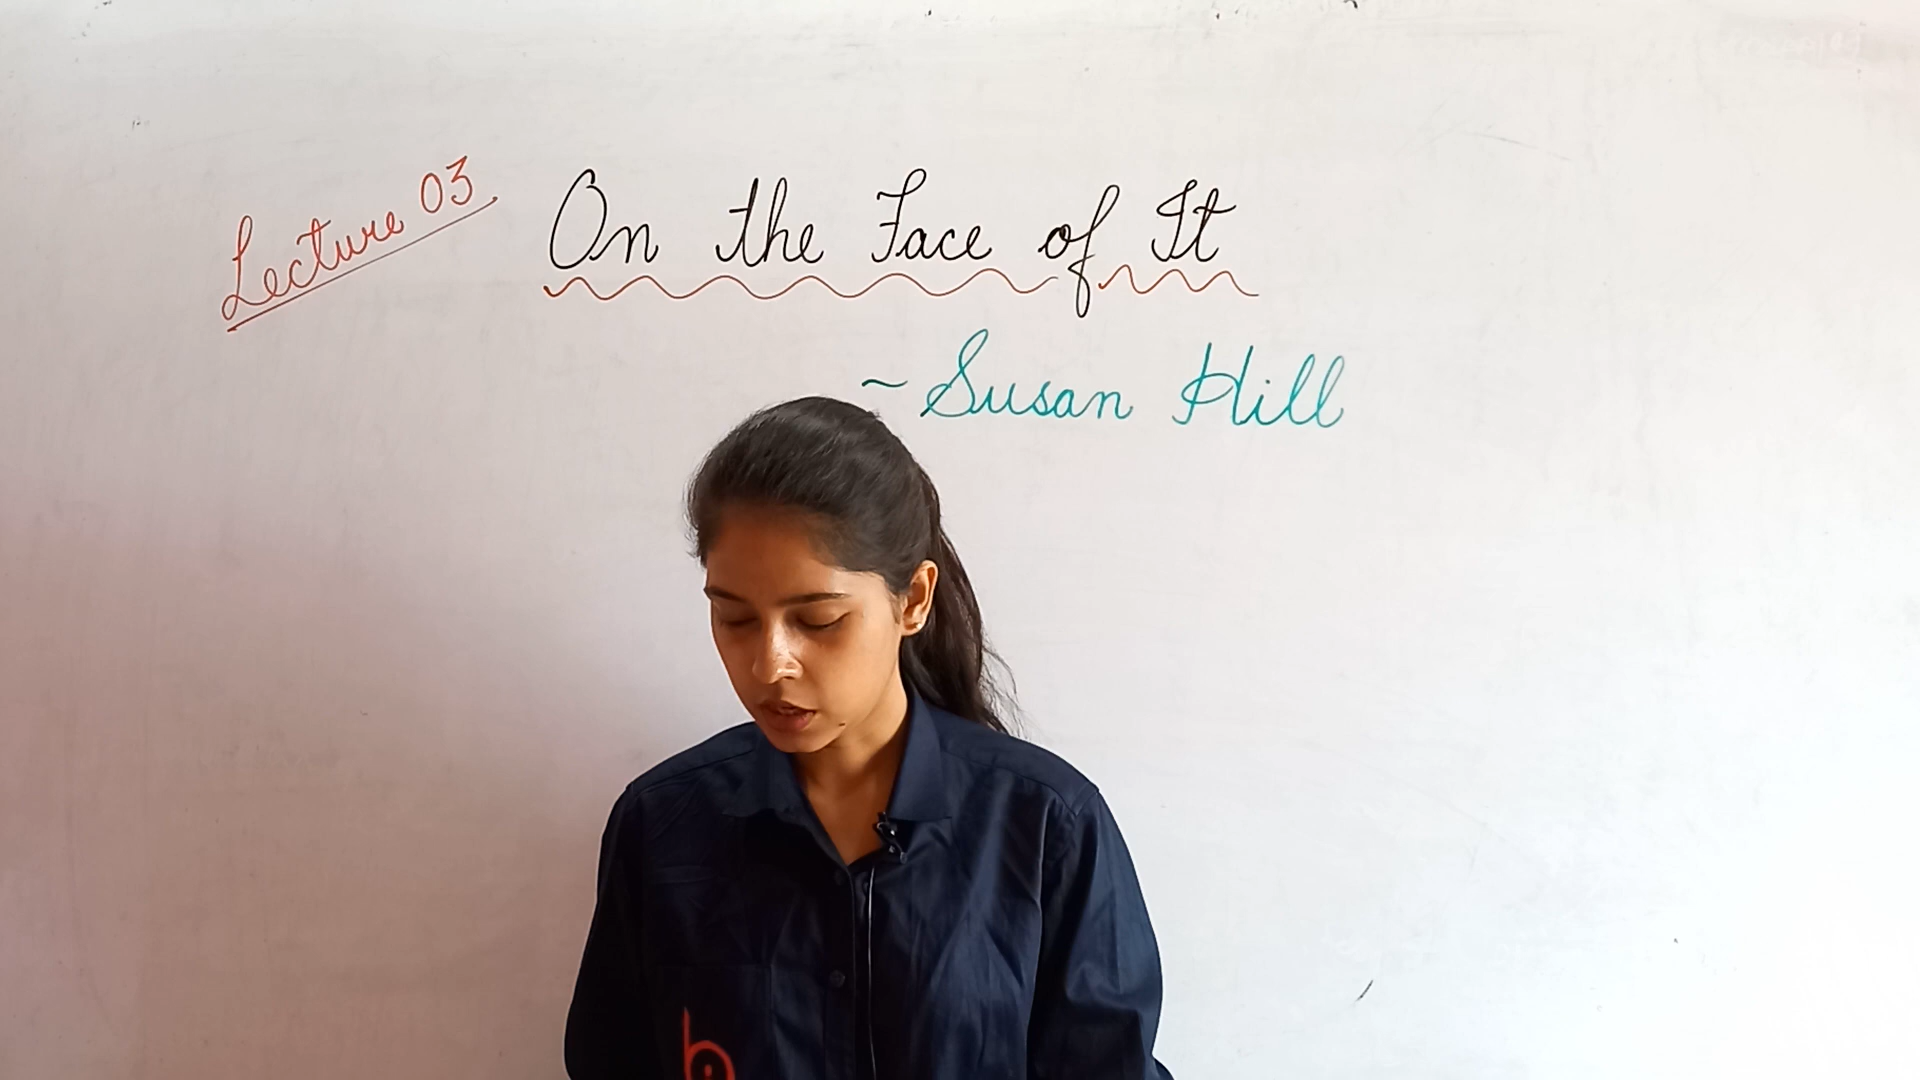 Lecture 03
On the Face of It
~ Susan Hill